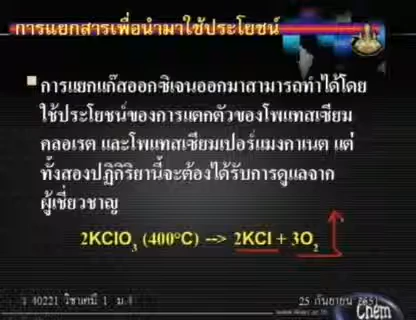 การแยกสารเพื่อนำมาใช้ประโยชน์
การแยกแก๊สออกซิเจนออกมาสามารถทำได้โดย
ใช้ประโยชน์ของการแตกตัวของโพแทสเซียม
คลอเรต และโพแทสเซียมเปอร์แมงกาเนต แต่
ทั้งสองปฏิกิริยานี้จะต้องได้รับการดูแลจาก
ผู้เชี่ยวชาญ
2KClO₃ (400°C) --> 2KCl + 3O₂
ว 40221 วิชาเคมี 1 ม.4
25 กันยายน
Chem